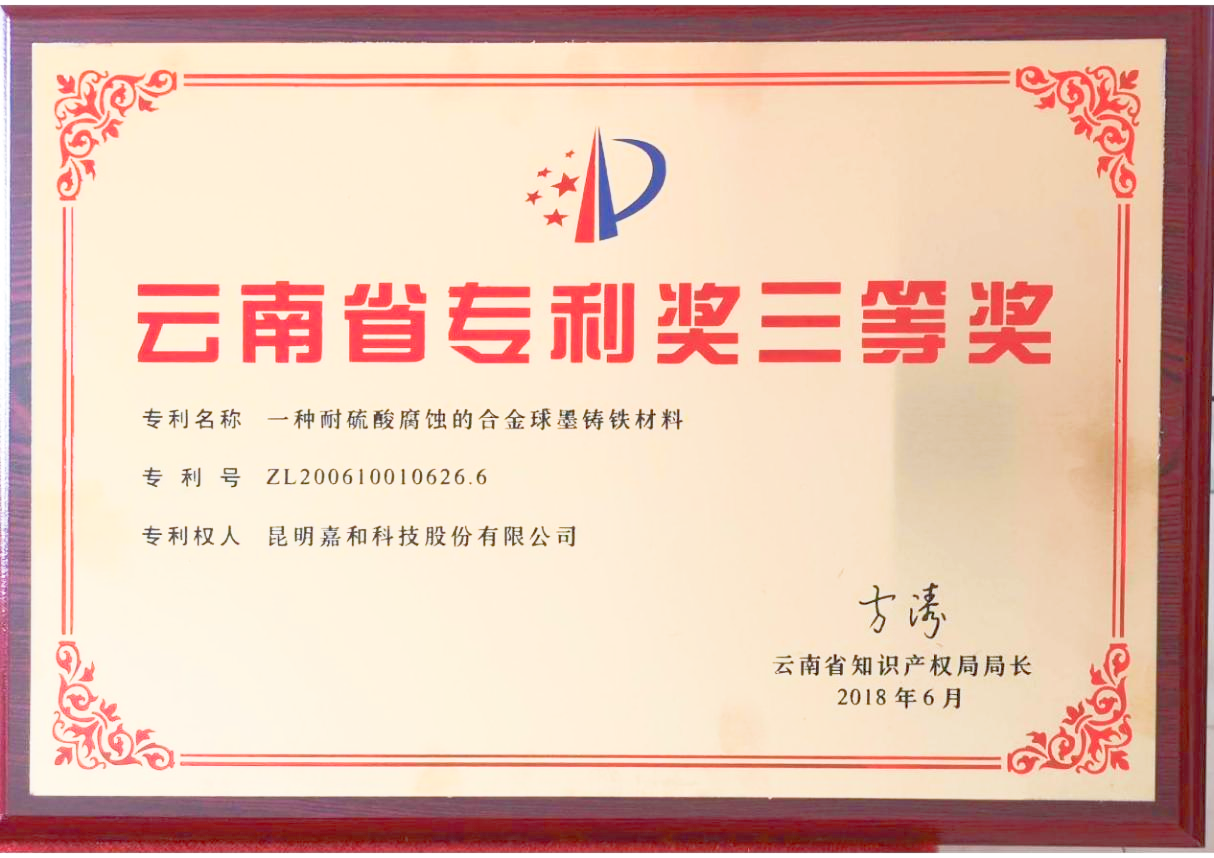 云南省专利奖三等奖
专利名称 一种耐硫酸腐蚀的合金球墨铸铁材料
专利号 ZL200610010626.6
专利权人 昆明嘉和科技股份有限公司
方涛
云南省知识产权局局长
2018年6月